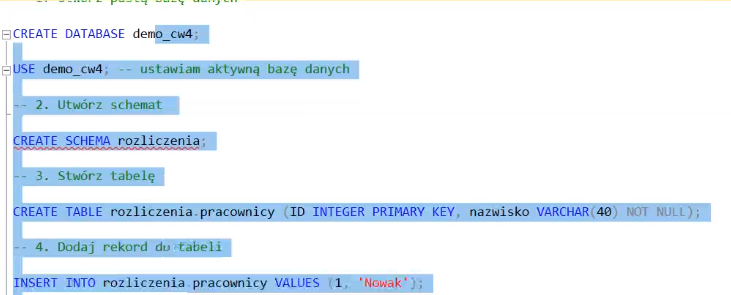 CREATE DATABASE demo_cw4;
USE demo_cw4; -- ustawiam aktywną bazę danych
-- 2. Utwórz schemat
CREATE SCHEMA rozliczenia;
-- 3. Stwórz tabelę
CREATE TABLE rozliczenia.pracownicy (ID INTEGER PRIMARY KEY, nazwisko VARCHAR(40) NOT NULL);
-- 4. Dodaj rekord do tabeli
INSERT INTO rozliczenia.pracownicy VALUES (1, 'Nowak');